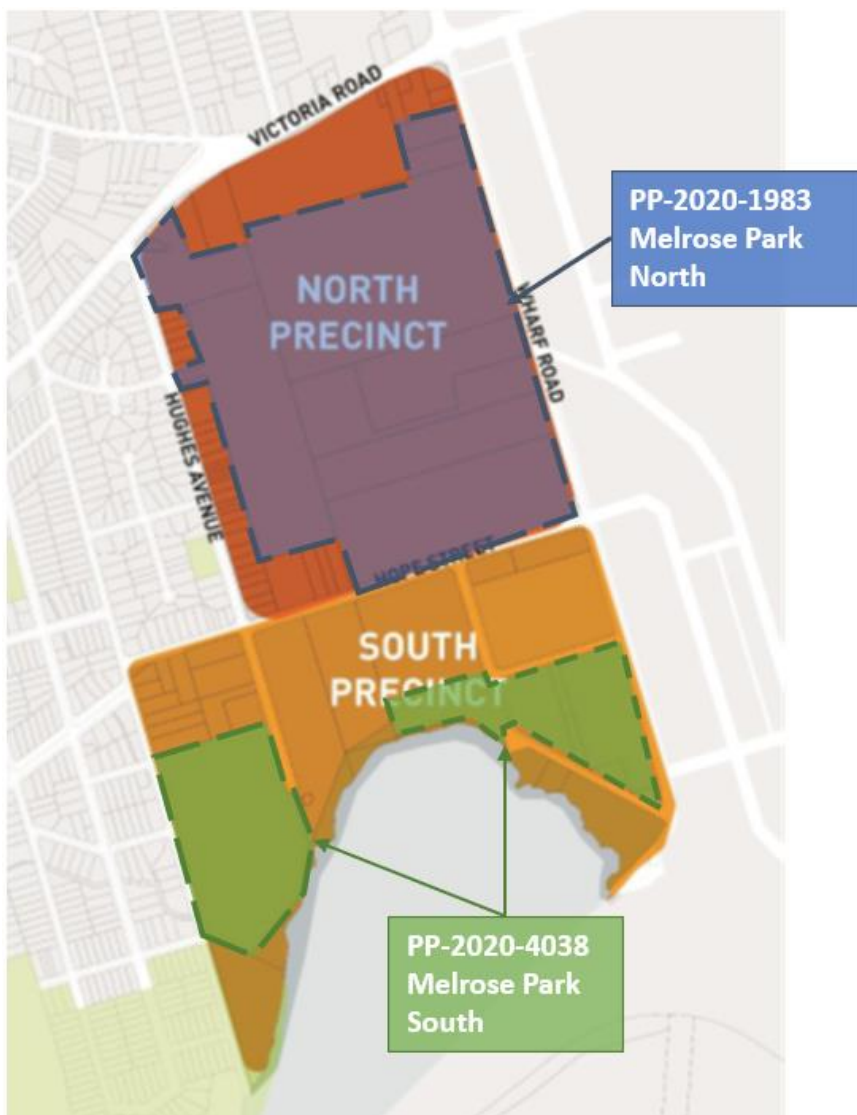 VICTORIA ROAD
PP-2020-1983
Melrose Park
North
NORTH
PRECINCT
WHARF ROAD
HUGHES AVENUE
HOPE STREET
SOUTH
PRECINCT
PP-2020-4038
Melrose Park
South